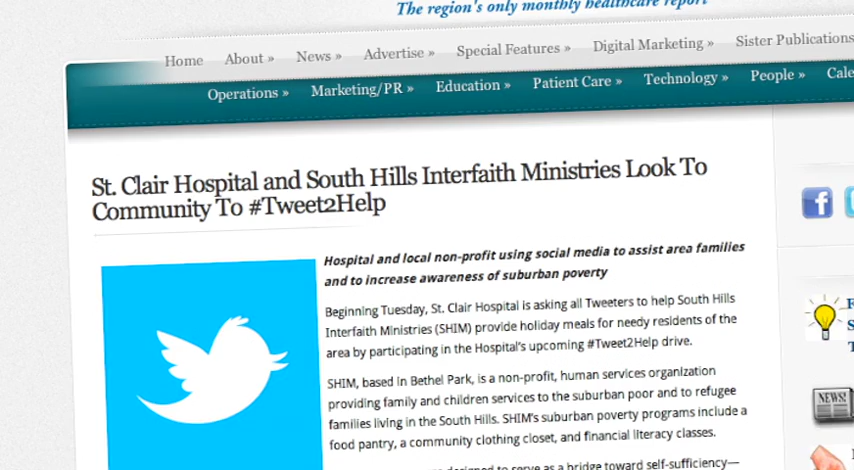 The region's only monthly healthcare report
Home About » News » Advertise » Special Features » Digital Marketing » Sister Publications
Operations » Marketing/PR » Education » Patient Care » Technology » People »
St. Clair Hospital and South Hills Interfaith Ministries Look To
Community To #Tweet2Help
Hospital and local non-profit using social media to assist area families
and to increase awareness of suburban poverty
Beginning Tuesday, St. Clair Hospital is asking all Tweeters to help South Hills
Interfaith Ministries (SHIM) provide holiday meals for needy residents of the
area by participating in the Hospital's upcoming #Tweet2Help drive.
SHIM, based in Bethel Park, is a non-profit, human services organization
providing family and children services to the suburban poor and to refugee
families living in the South Hills. SHIM's suburban poverty programs include a
food pantry, a community clothing closet, and financial literacy classes.
designed to serve as a bridge toward self-sufficiency—
NEWS!